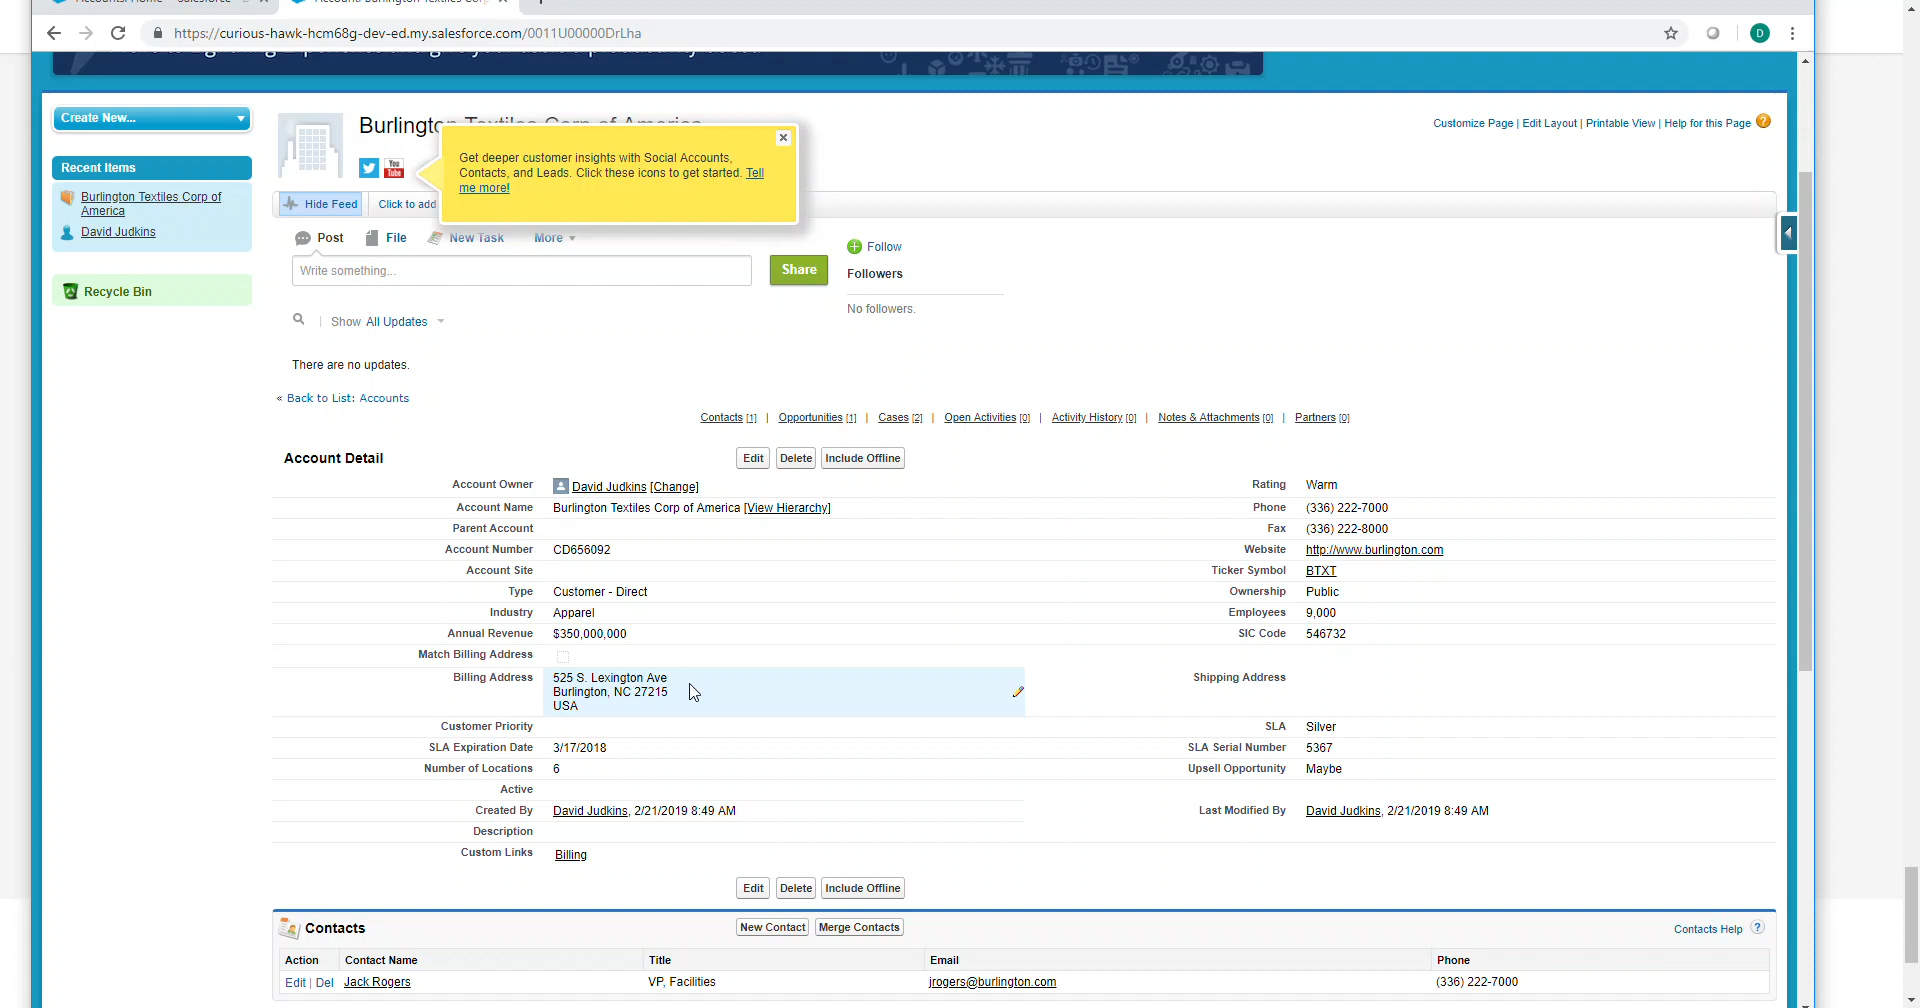 https://curious-hawk-hcm68g-dev-ed.my.salesforce.com/0011U00000DrLha
D
Create New...
Burlington Textiles Corp of America
Customize Page | Edit Layout | Printable View | Help for this Page ?
Recent Items
Burlington Textiles Corp of
America
David Judkins
Recycle Bin
You
Tube
Get deeper customer insights with Social Accounts,
Contacts, and Leads. Click these icons to get started. Tell
me more!
Hide Feed
Click to add
Post File New Task More
Write something...
Share
Follow
Followers
No followers.
Show All Updates
There are no updates.
« Back to List: Accounts
Contacts [1] | Opportunities [1] | Cases [2] | Open Activities [0] | Activity History [0] | Notes & Attachments [0] | Partners [0]
Account Detail Edit Delete Include Offline
Account Owner David Judkins [Change] Rating Warm
Account Name Burlington Textiles Corp of America [View Hierarchy] Phone (336) 222-7000
Parent Account Fax (336) 222-8000
Account Number CD656092 Website http://www.burlington.com
Account Site Ticker Symbol BTXT
Type Customer - Direct Ownership Public
Industry Apparel Employees 9,000
Annual Revenue $350,000,000 SIC Code 546732
Match Billing Address
Billing Address 525 S. Lexington Ave Shipping Address
Burlington, NC 27215
USA
Customer Priority SLA Silver
SLA Expiration Date 3/17/2018 SLA Serial Number 5367
Number of Locations 6 Upsell Opportunity Maybe
Active
Created By David Judkins, 2/21/2019 8:49 AM Last Modified By David Judkins, 2/21/2019 8:49 AM
Description
Custom Links Billing
Edit Delete Include Offline
Contacts New Contact Merge Contacts Contacts Help ?
Action Contact Name Title Email Phone
Edit | Del Jack Rogers VP, Facilities jrogers@burlington.com (336) 222-7000